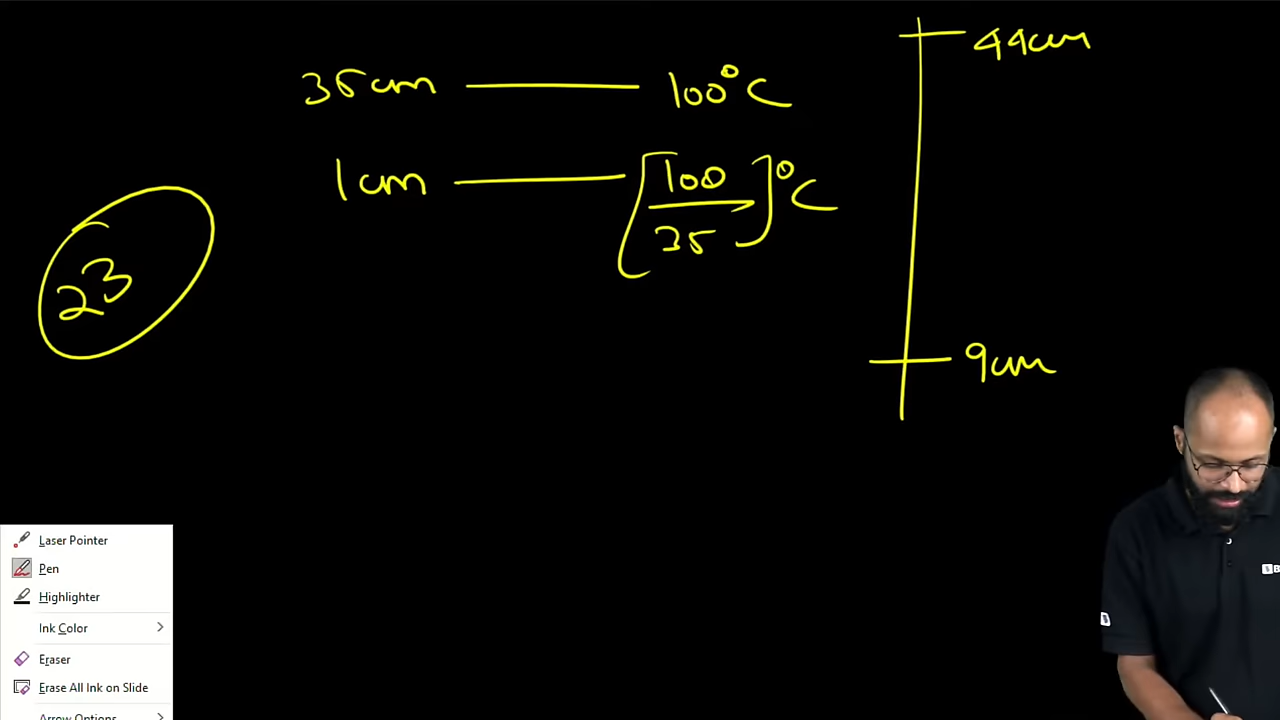 35cm — 100°C
1cm — [100/35]°C
23
44cm
9cm
Laser Pointer
Pen
Highlighter
Ink Color
Eraser
Erase All Ink on Slide
Arrow Options